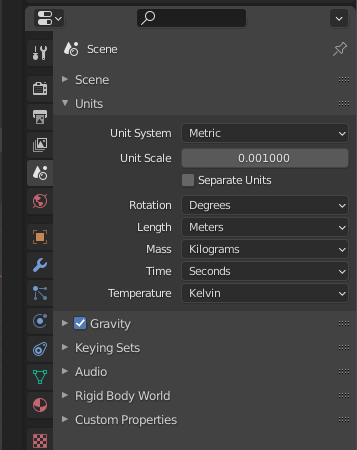 Scene
Scene
Units
Unit System Metric
Unit Scale 0.001000
Separate Units
Rotation Degrees
Length Meters
Mass Kilograms
Time Seconds
Temperature Kelvin
Gravity
Keying Sets
Audio
Rigid Body World
Custom Properties